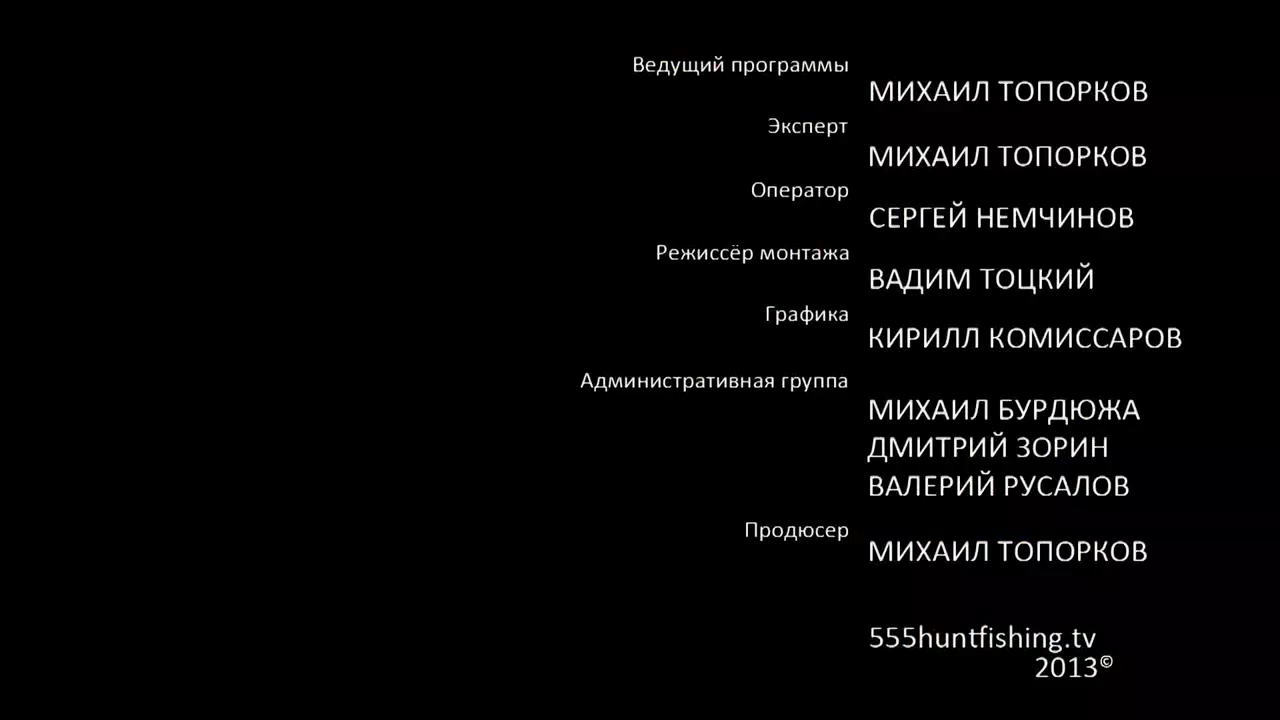 Ведущий программы
МИХАИЛ ТОПОРКОВ
Эксперт
МИХАИЛ ТОПОРКОВ
Оператор
СЕРГЕЙ НЕМЧИНОВ
Режиссёр монтажа
ВАДИМ ТОЦКИЙ
Графика
КИРИЛЛ КОМИССАРОВ
Административная группа
МИХАИЛ БУРДЮЖА
ДМИТРИЙ ЗОРИН
ВАЛЕРИЙ РУСАЛОВ
Продюсер
МИХАИЛ ТОПОРКОВ
555huntfishing.tv
2013©